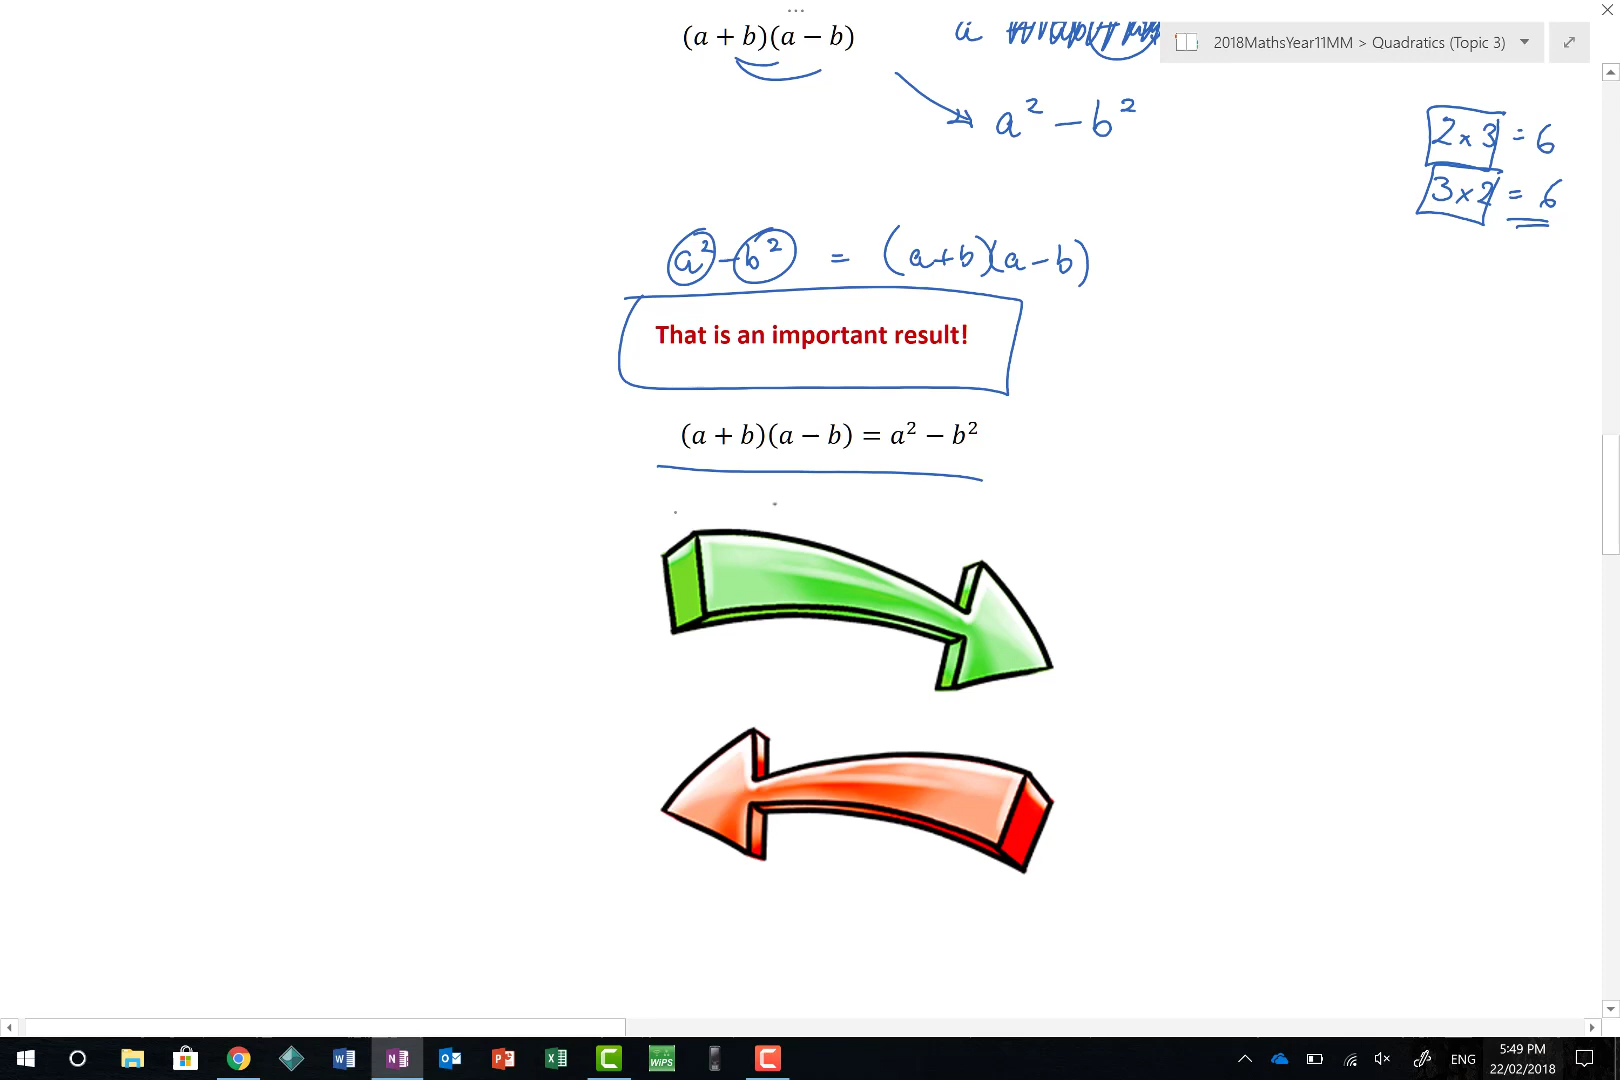 (a + b)(a − b)
a
2018MathsYear11MM > Quadratics (Topic 3)
a² − b²
2 × 3 = 6
3 × 2 = 6
a² − b² = (a+b)(a−b)
That is an important result!
(a + b)(a − b) = a² − b²
WiPS
ENG
5:49 PM
22/02/2018